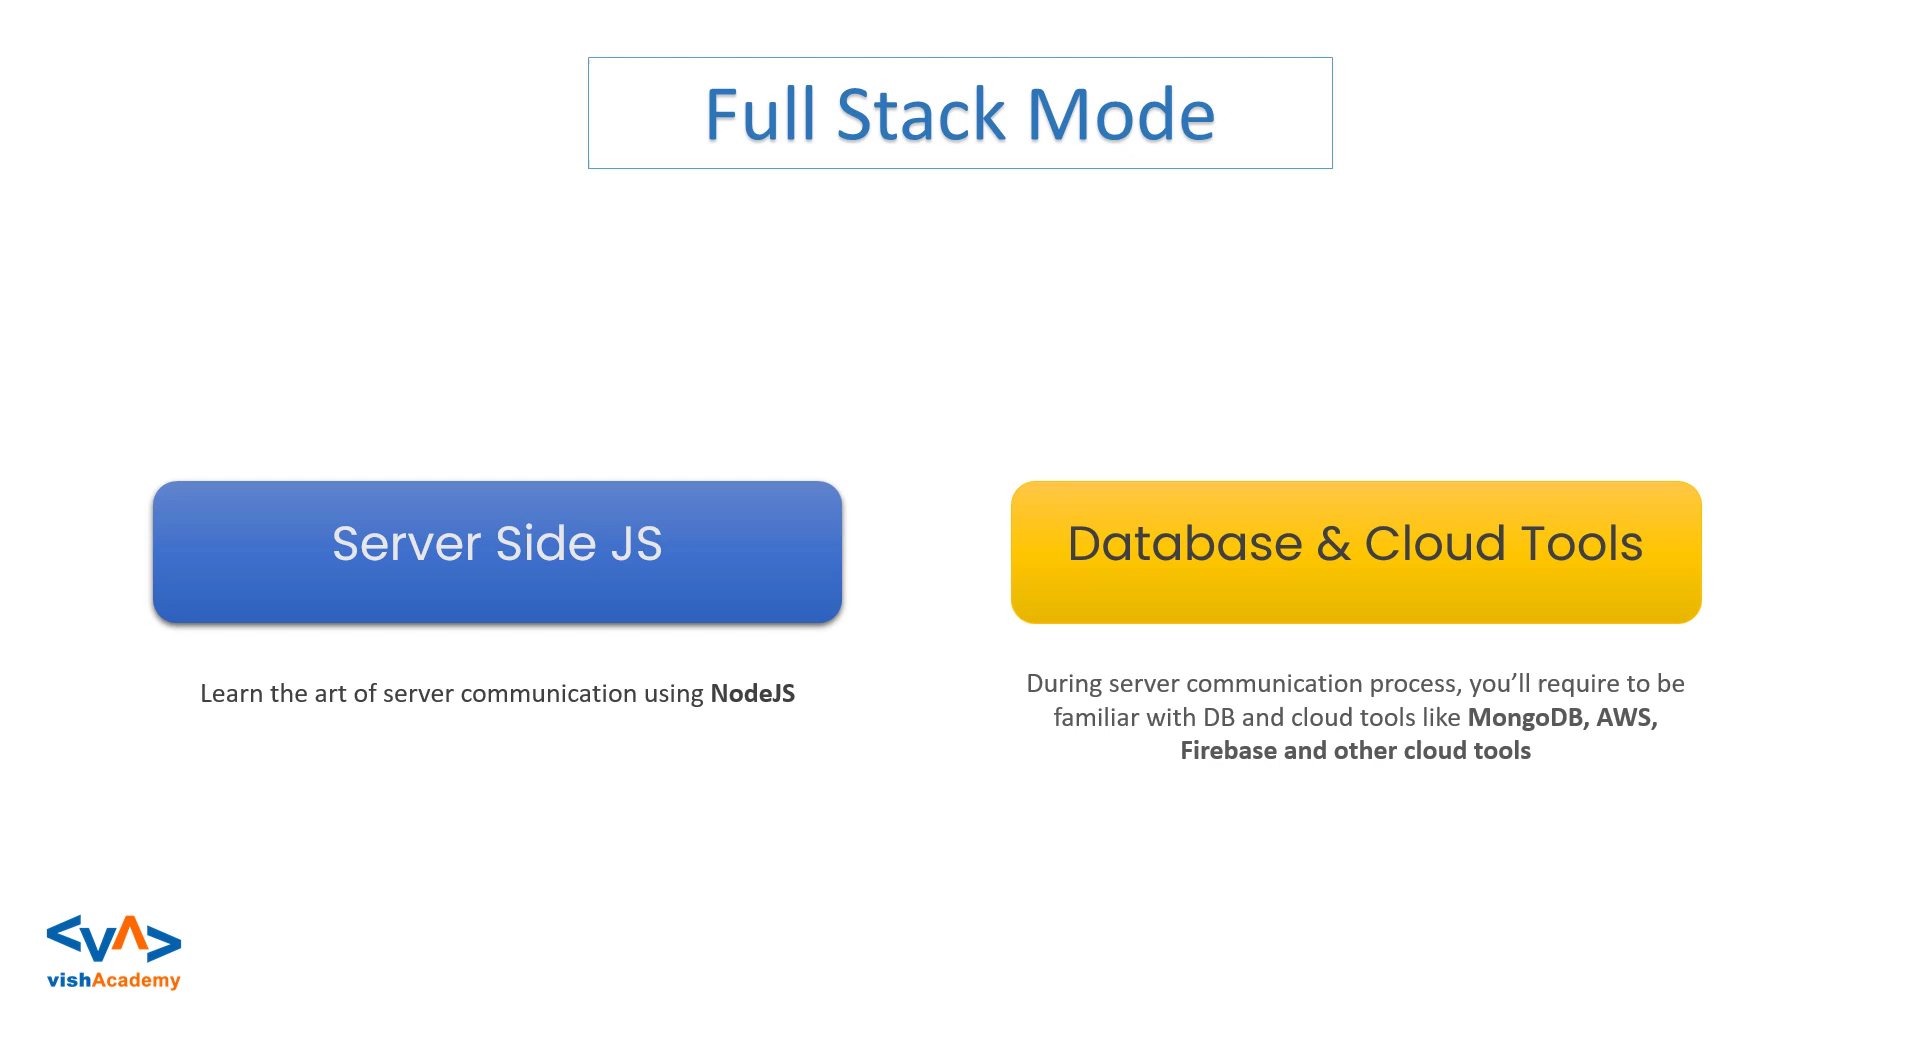 Full Stack Mode
Server Side JS
Database & Cloud Tools
Learn the art of server communication using NodeJS
During server communication process, you’ll require to be
familiar with DB and cloud tools like MongoDB, AWS,
Firebase and other cloud tools
<VA>
vishAcademy